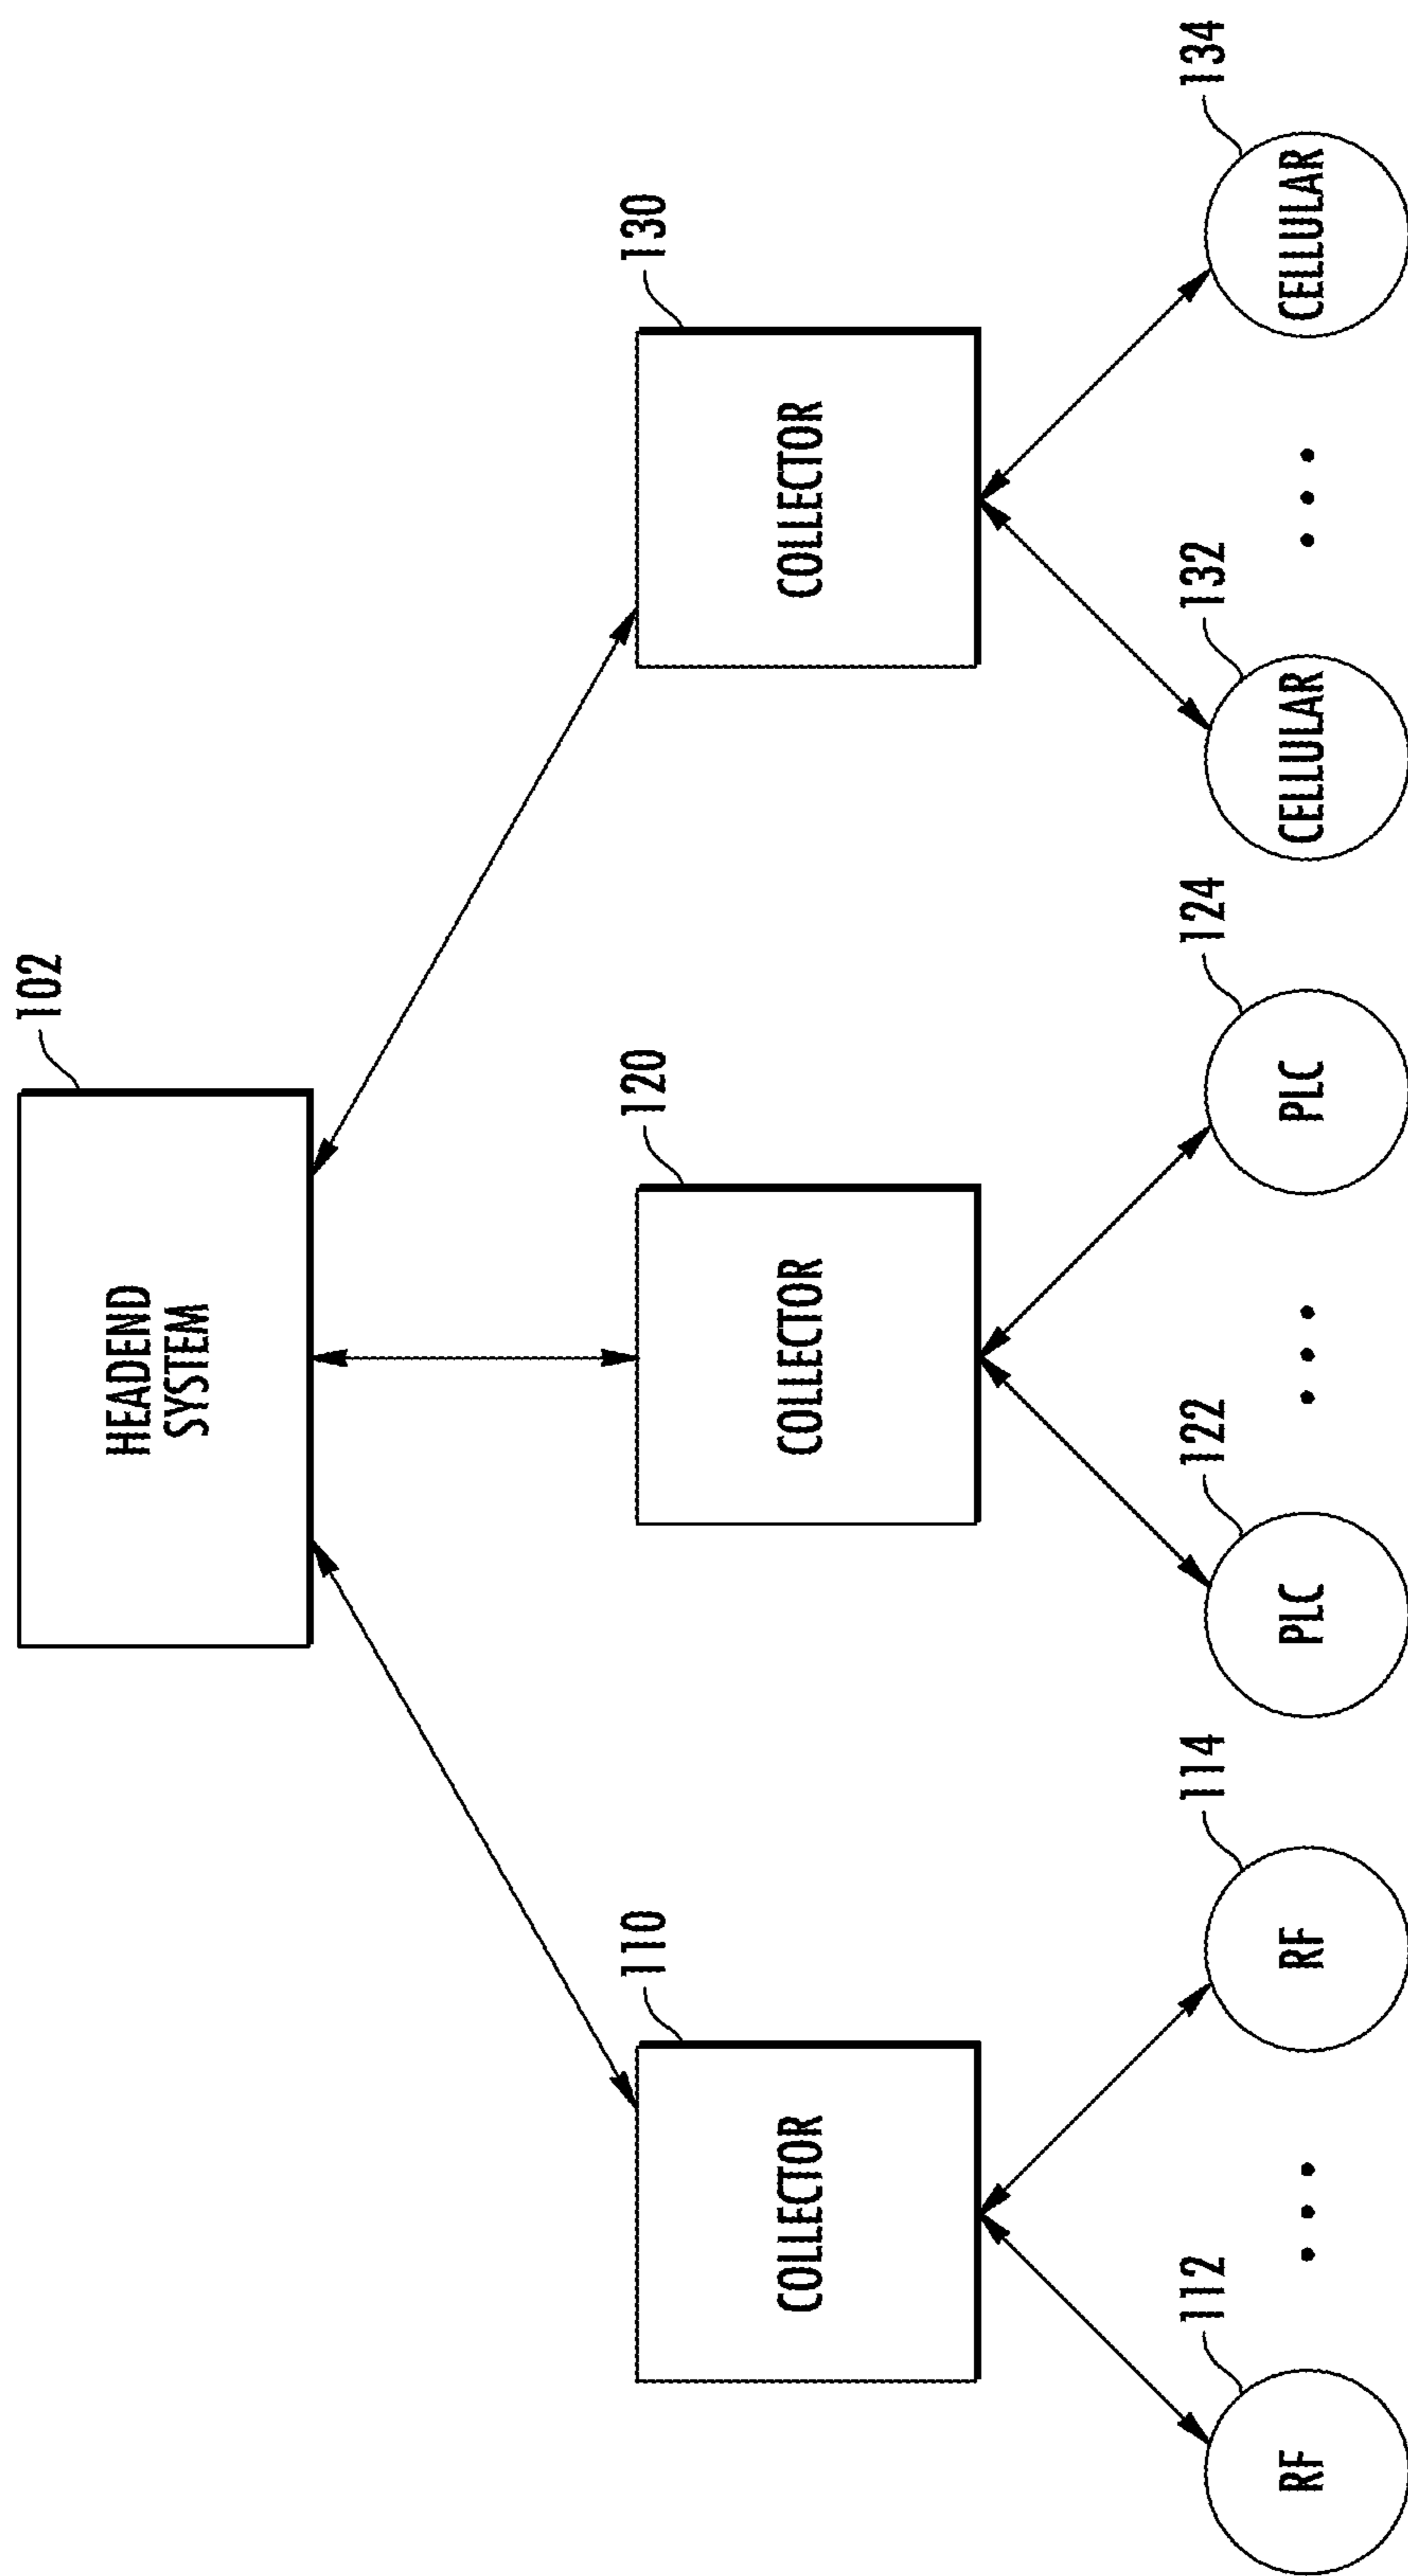 102
HEADEND
SYSTEM
110
COLLECTOR
120
COLLECTOR
130
COLLECTOR
112
RF
114
RF
122
PLC
124
PLC
132
CELLULAR
134
CELLULAR